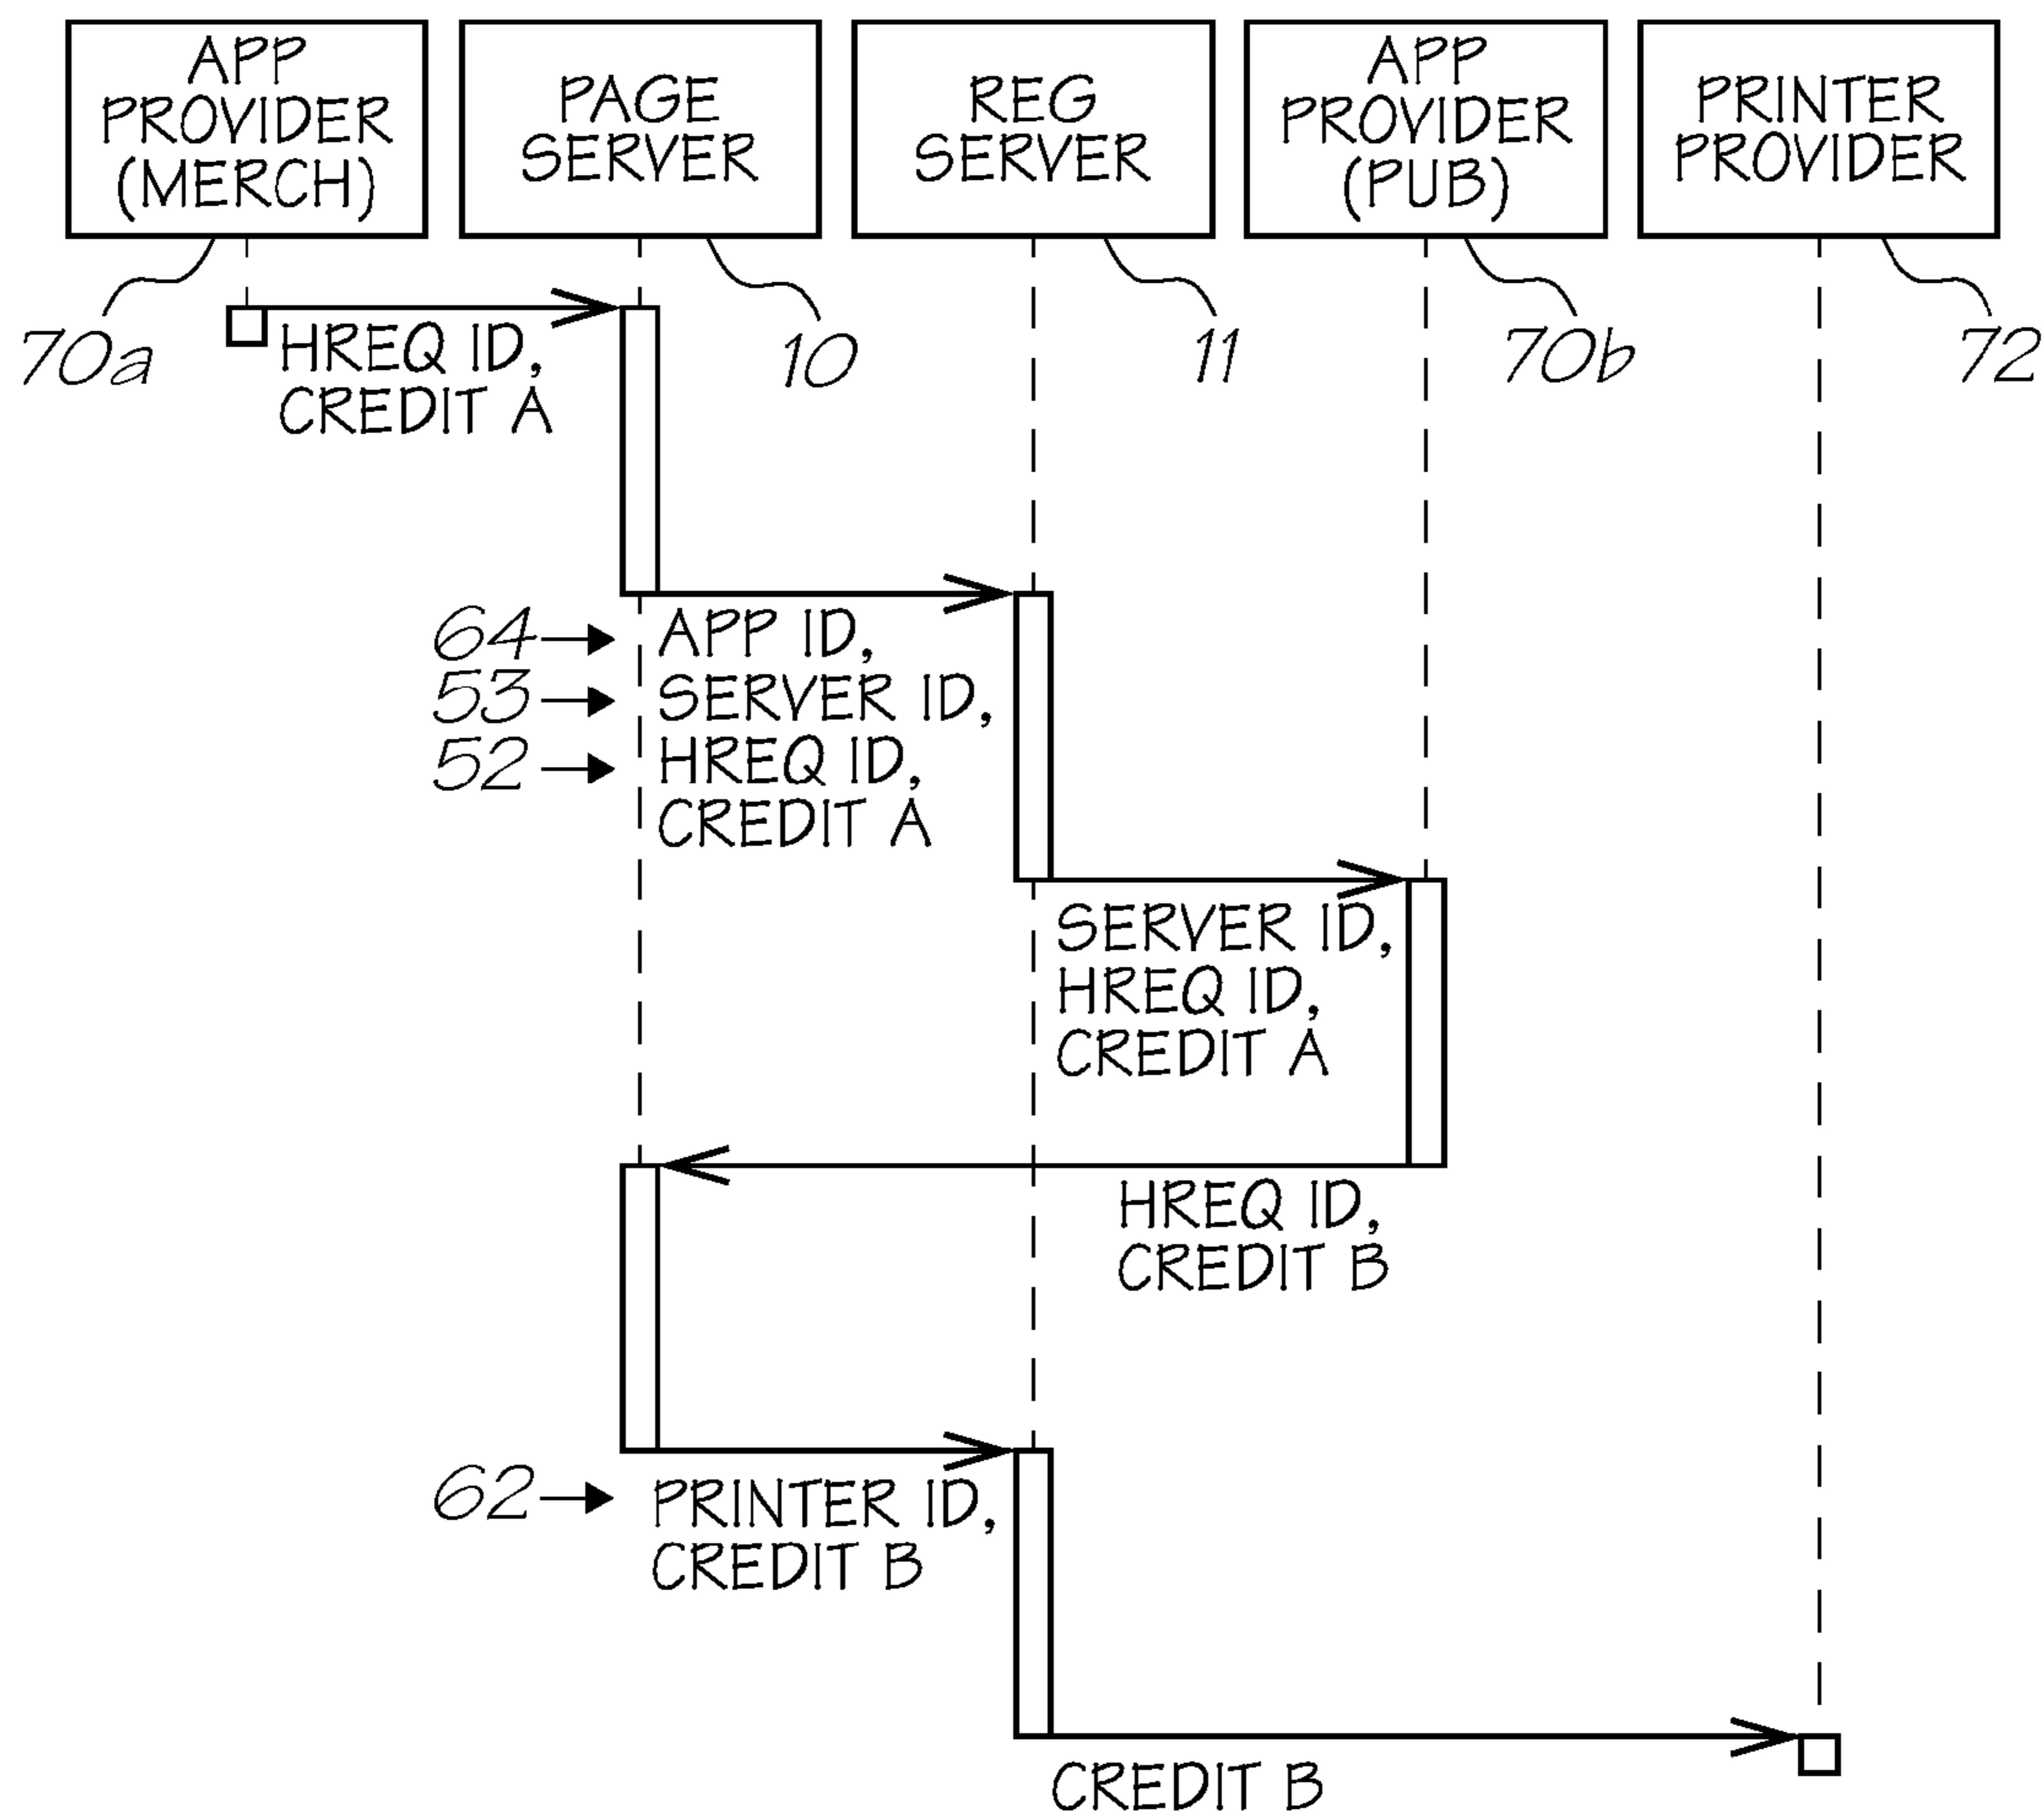 APP
PROVIDER
(MERCH)
PAGE
SERVER
REG
SERVER
APP
PROVIDER
(PUB)
PRINTER
PROVIDER
70a
10
11
70b
72
HREQ ID,
CREDIT A
64
APP ID,
53
SERVER ID,
52
HREQ ID,
CREDIT A
SERVER ID,
HREQ ID,
CREDIT A
HREQ ID,
CREDIT B
62
PRINTER ID,
CREDIT B
CREDIT B